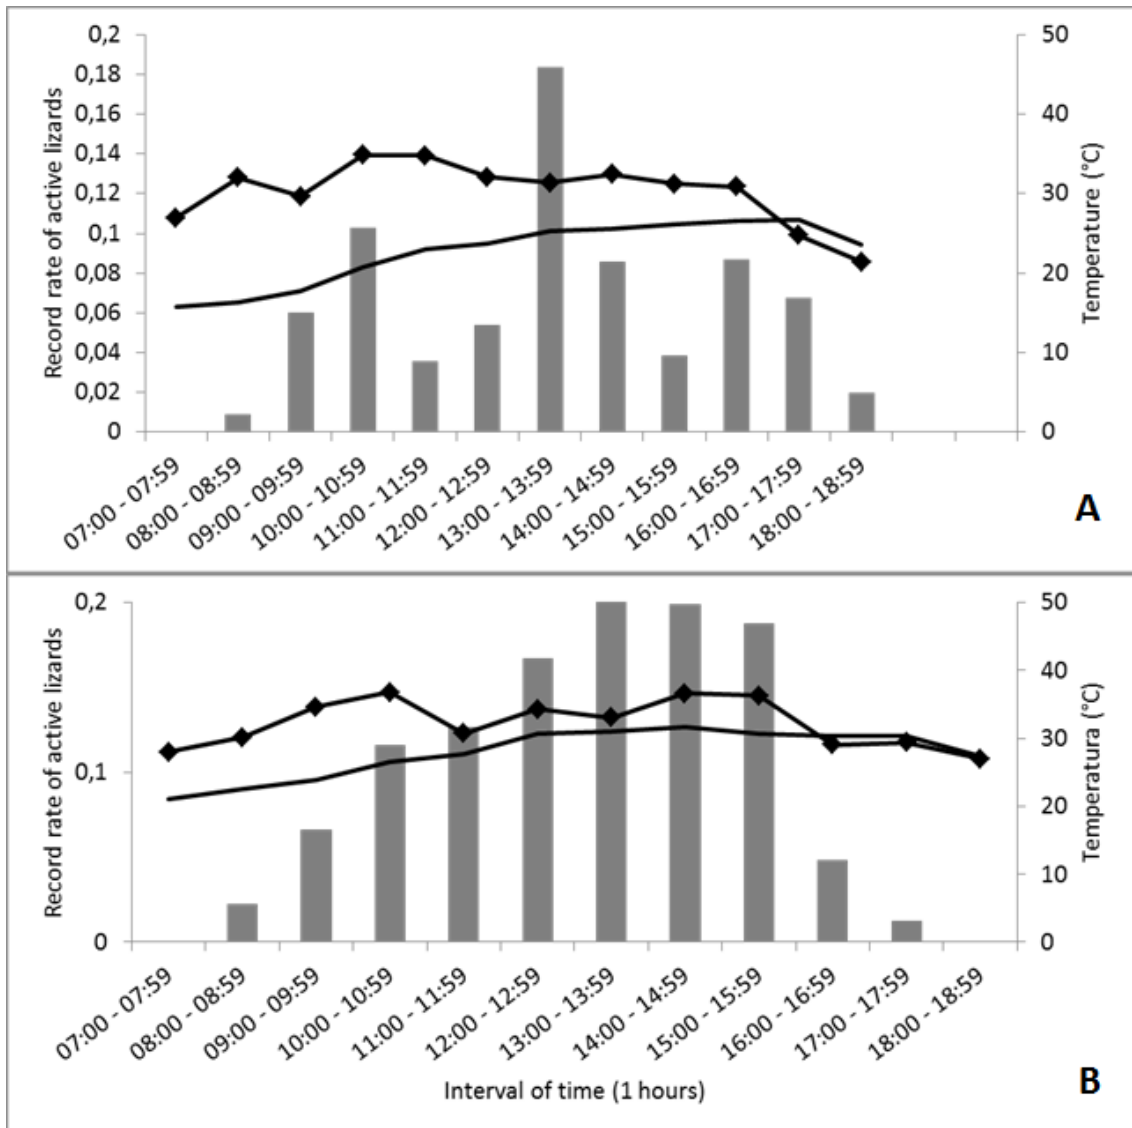 Record rate of active lizards
0,2
0,18
0,16
0,14
0,12
0,1
0,08
0,06
0,04
0,02
0
50
40
30
20
10
0
Temperature (°C)
07:00 - 07:59
08:00 - 08:59
09:00 - 09:59
10:00 - 10:59
11:00 - 11:59
12:00 - 12:59
13:00 - 13:59
14:00 - 14:59
15:00 - 15:59
16:00 - 16:59
17:00 - 17:59
18:00 - 18:59
A
Record rate of active lizards
0,2
0,1
0
50
40
30
20
10
0
Temperatura (°C)
07:00 - 07:59
08:00 - 08:59
09:00 - 09:59
10:00 - 10:59
11:00 - 11:59
12:00 - 12:59
13:00 - 13:59
14:00 - 14:59
15:00 - 15:59
16:00 - 16:59
17:00 - 17:59
18:00 - 18:59
Interval of time (1 hours)
B